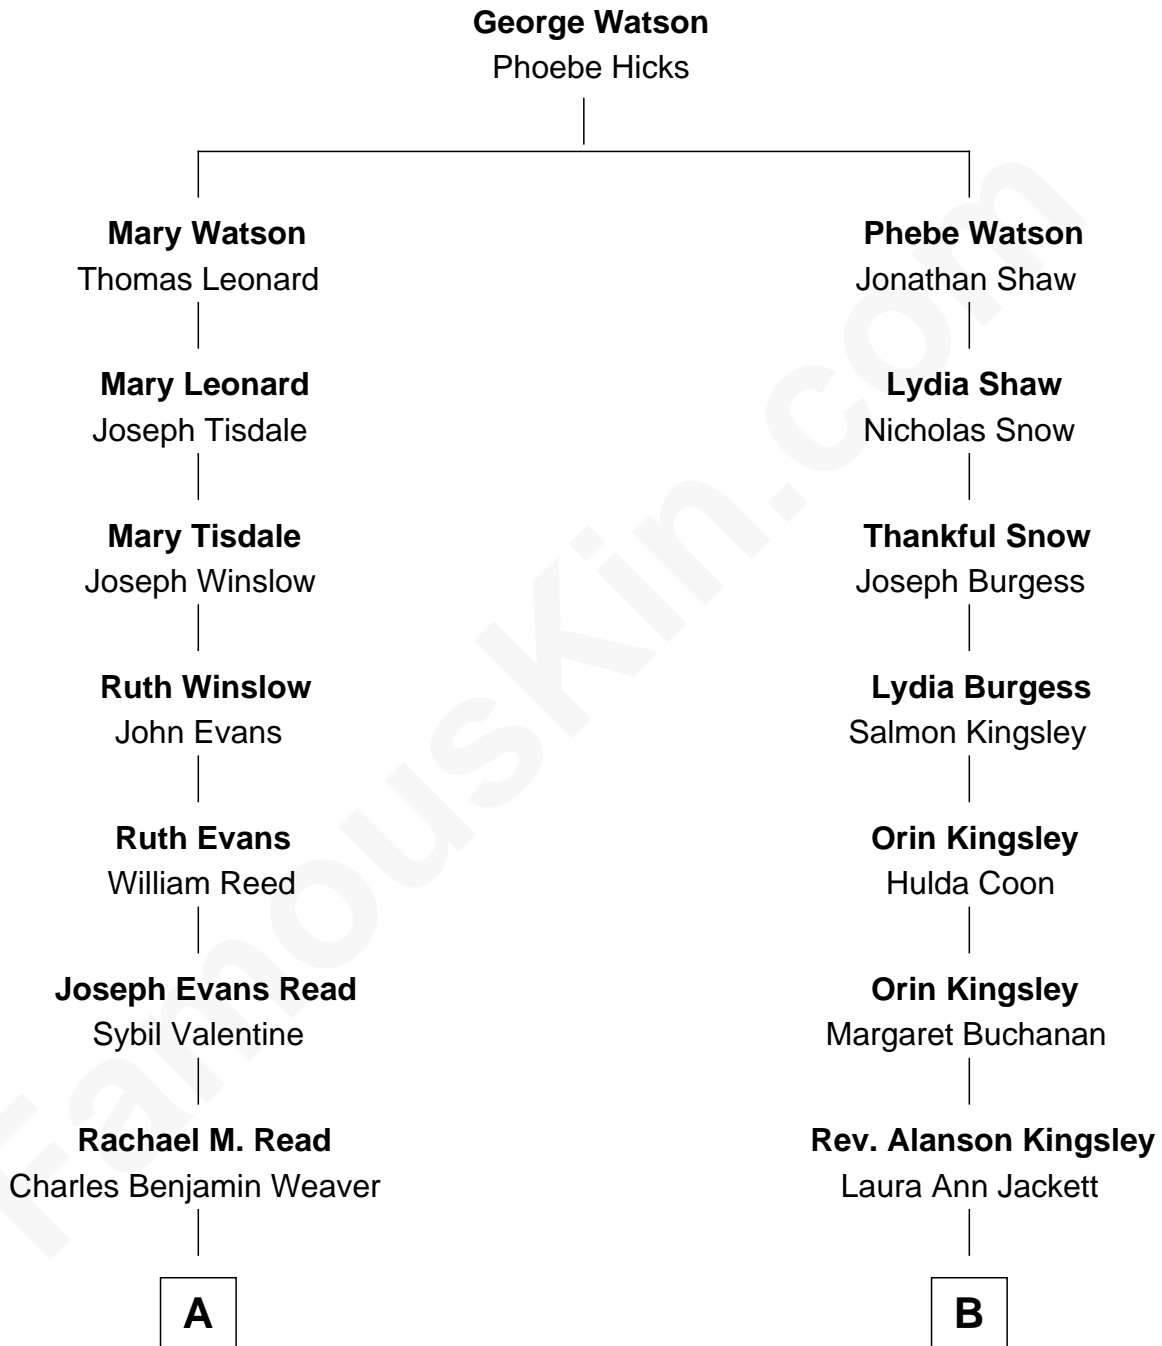 George Watson
Phoebe Hicks
Mary Watson
Thomas Leonard
Phebe Watson
Jonathan Shaw
Mary Leonard
Joseph Tisdale
Lydia Shaw
Nicholas Snow
Mary Tisdale
Joseph Winslow
Thankful Snow
Joseph Burgess
Ruth Winslow
John Evans
Lydia Burgess
Salmon Kingsley
Ruth Evans
William Reed
Orin Kingsley
Hulda Coon
Joseph Evans Read
Sybil Valentine
Orin Kingsley
Margaret Buchanan
Rachael M. Read
Charles Benjamin Weaver
Rev. Alanson Kingsley
Laura Ann Jackett
A
B
FamousKin.com